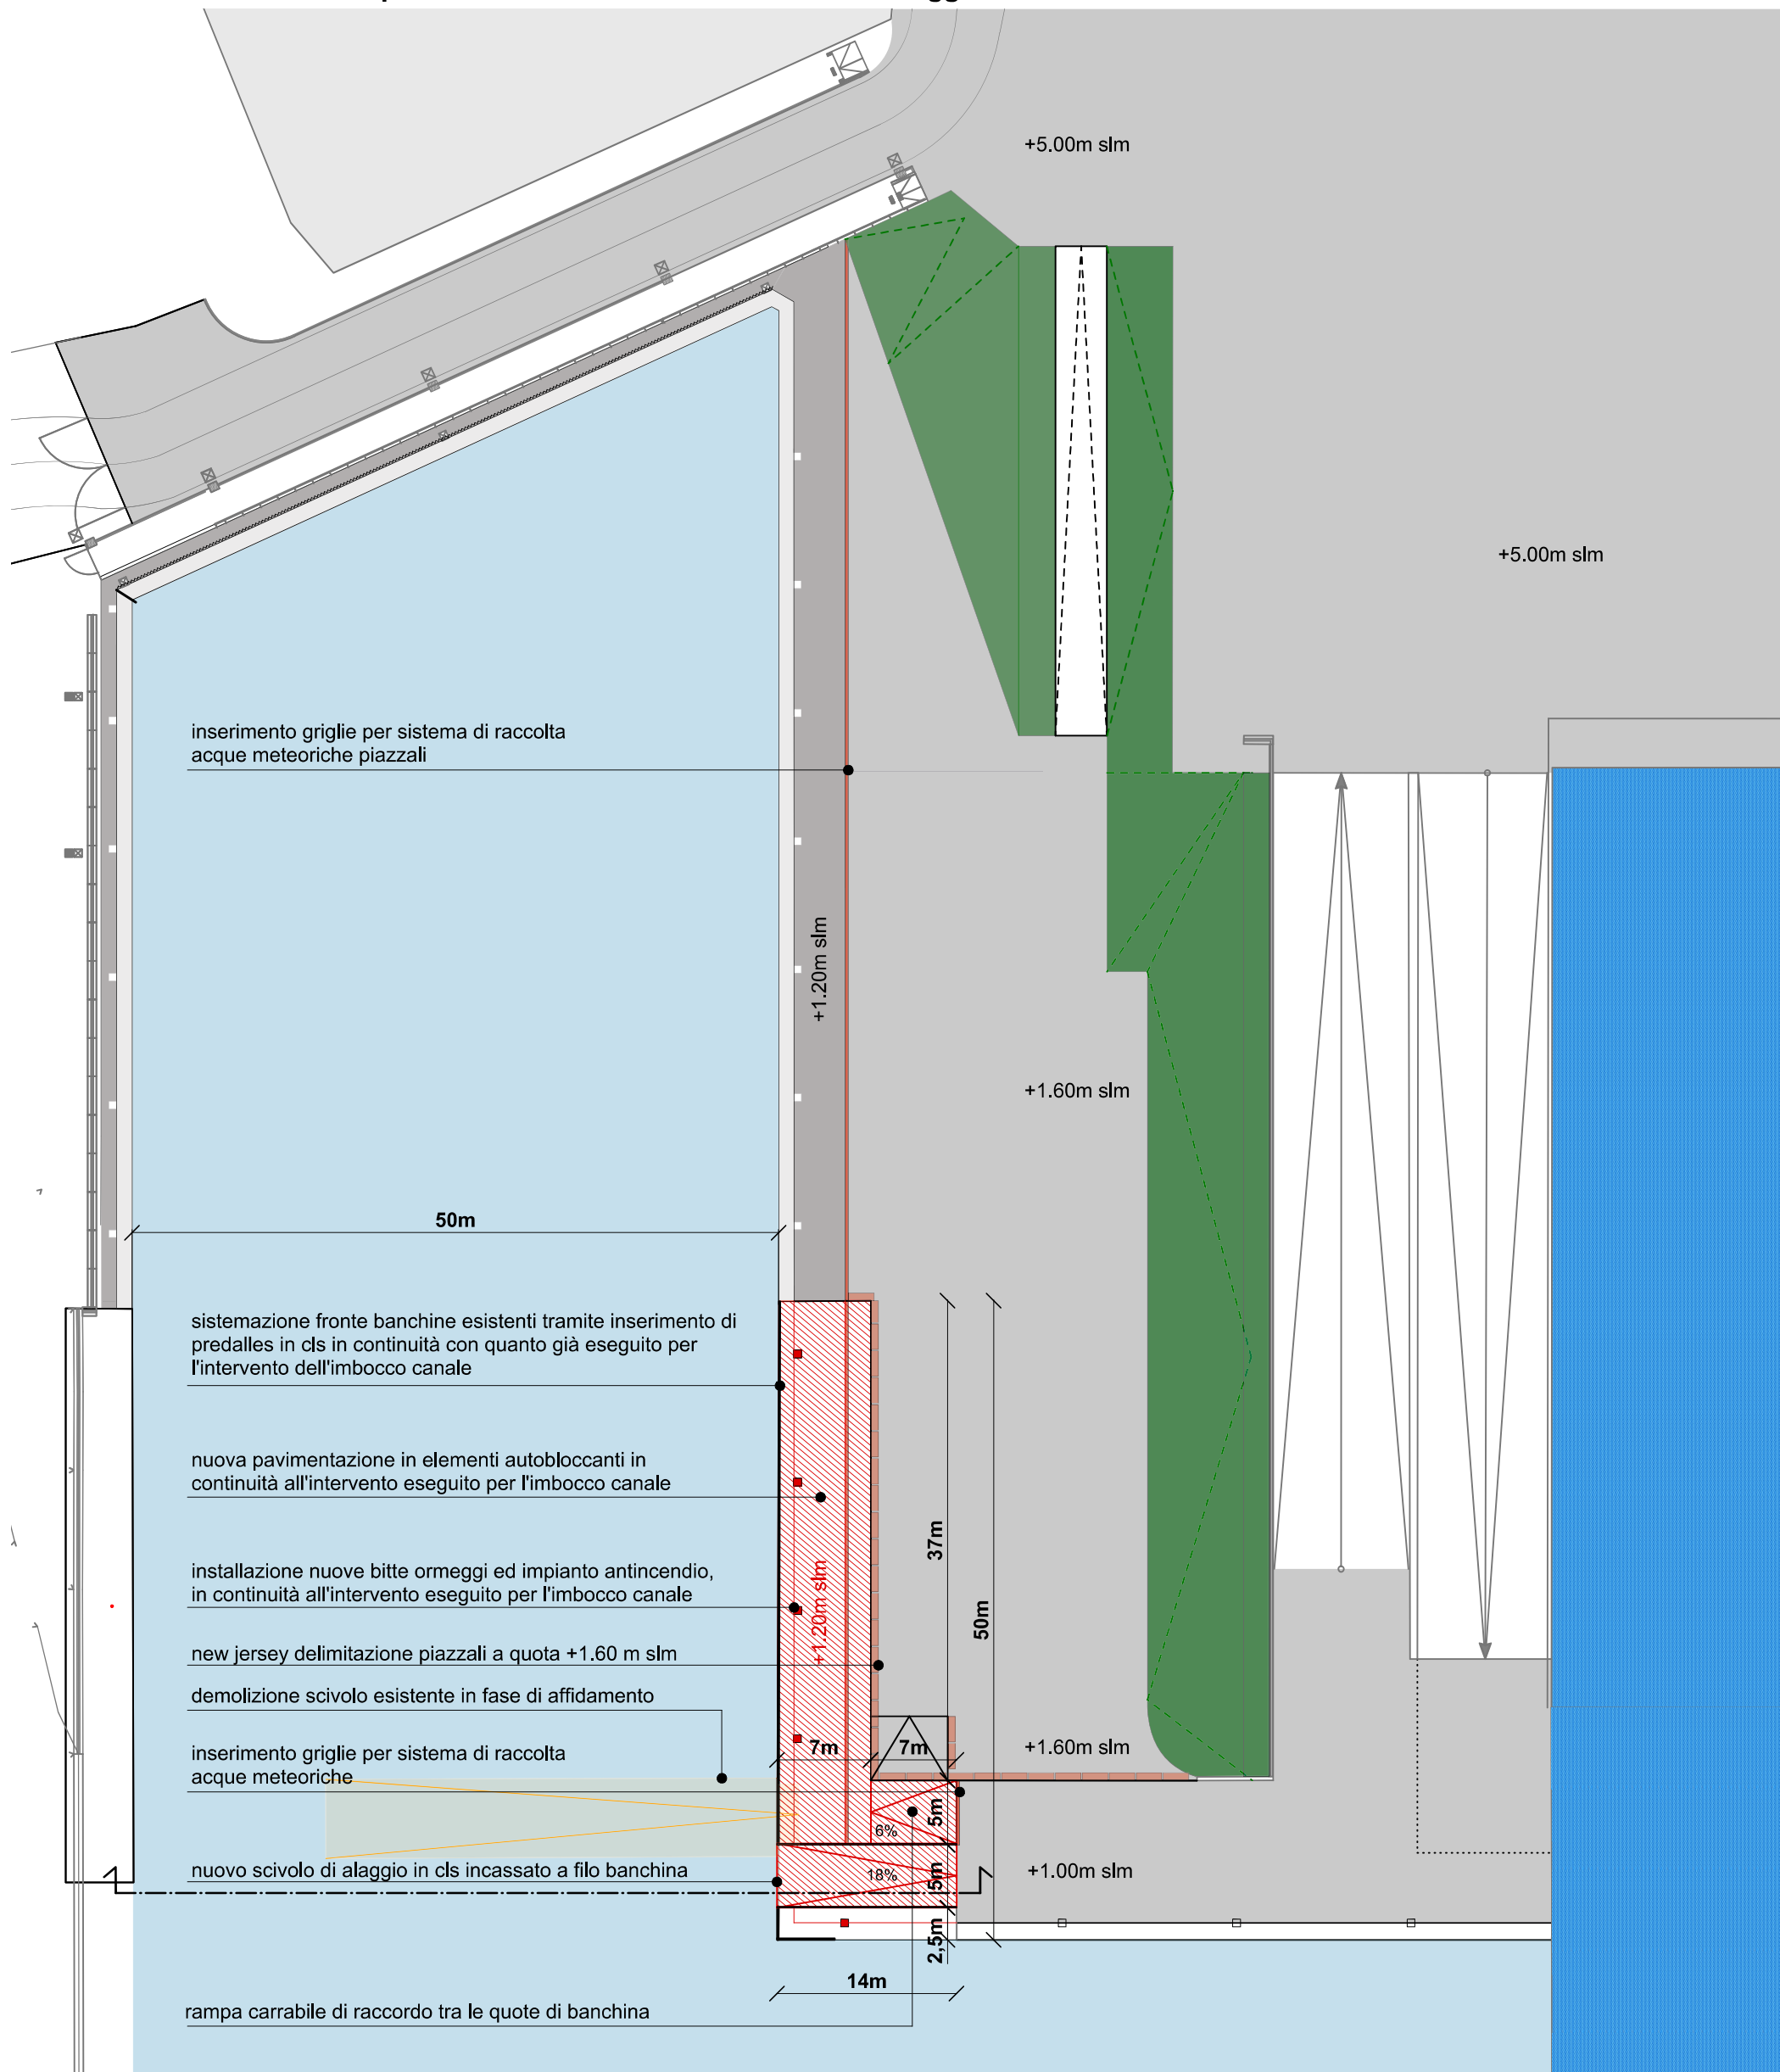 +5.00m slm
+5.00m slm
inserimento griglie per sistema di raccolta
acque meteoriche piazzali
+1.20m slm
+1.60m slm
50m
sistemazione fronte banchine esistenti tramite inserimento di
predalles in cls in continuità con quanto già eseguito per
l'intervento dell'imbocco canale
nuova pavimentazione in elementi autobloccanti in
continuità all'intervento eseguito per l'imbocco canale
37m
50m
installazione nuove bitte ormeggi ed impianto antincendio,
in continuità all'intervento eseguito per l'imbocco canale
+1.20m slm
new jersey delimitazione piazzali a quota +1.60 m slm
demolizione scivolo esistente in fase di affidamento
7m
7m
+1.60m slm
inserimento griglie per sistema di raccolta
acque meteoriche
5m
6%
nuovo scivolo di alaggio in cls incassato a filo banchina
18%
5m
+1.00m slm
2,5m
14m
rampa carrabile di raccordo tra le quote di banchina